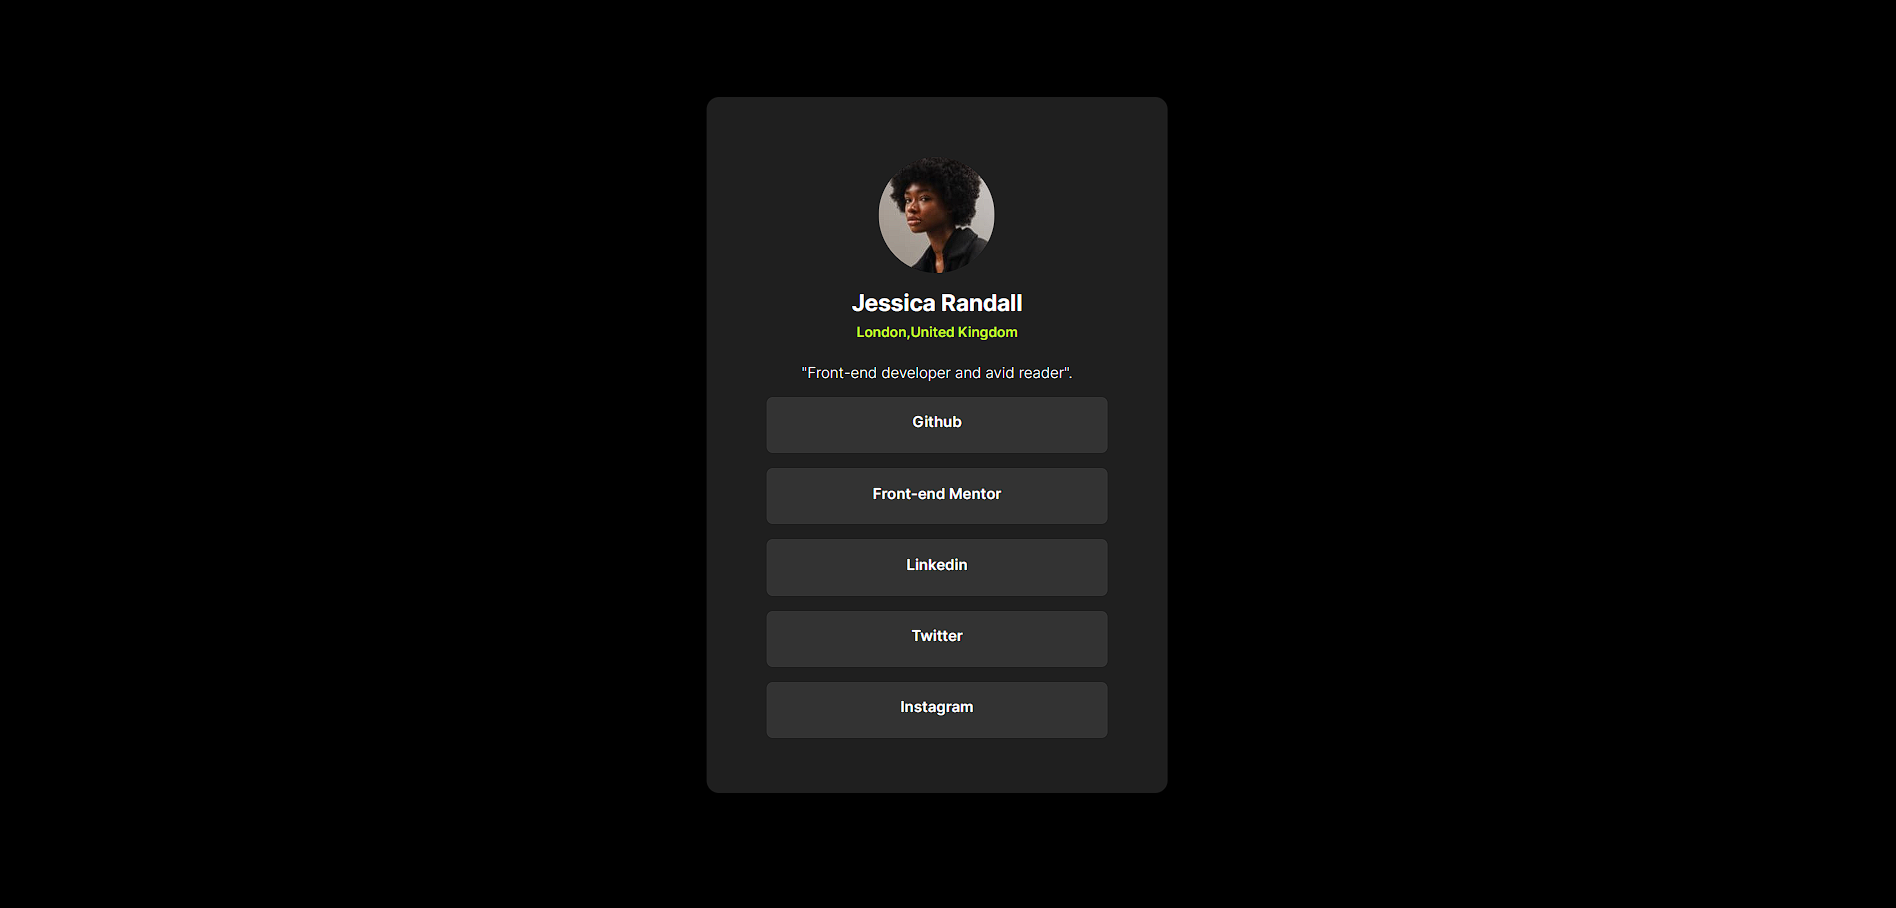 Jessica Randall
London,United Kingdom
"Front-end developer and avid reader".
Github
Front-end Mentor
Linkedin
Twitter
Instagram